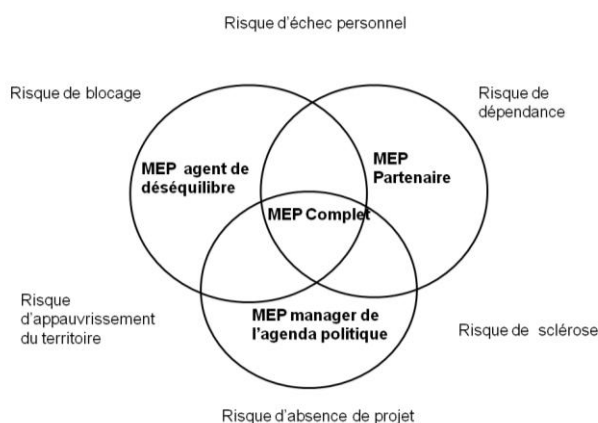 Risque d'échec personnel
Risque de blocage
Risque de
dépendance
MEP agent de
déséquilibre
MEP
Partenaire
MEP Complet
Risque
d'appauvrissement
du territoire
MEP manager de
l'agenda politique
Risque de sclérose
Risque d'absence de projet